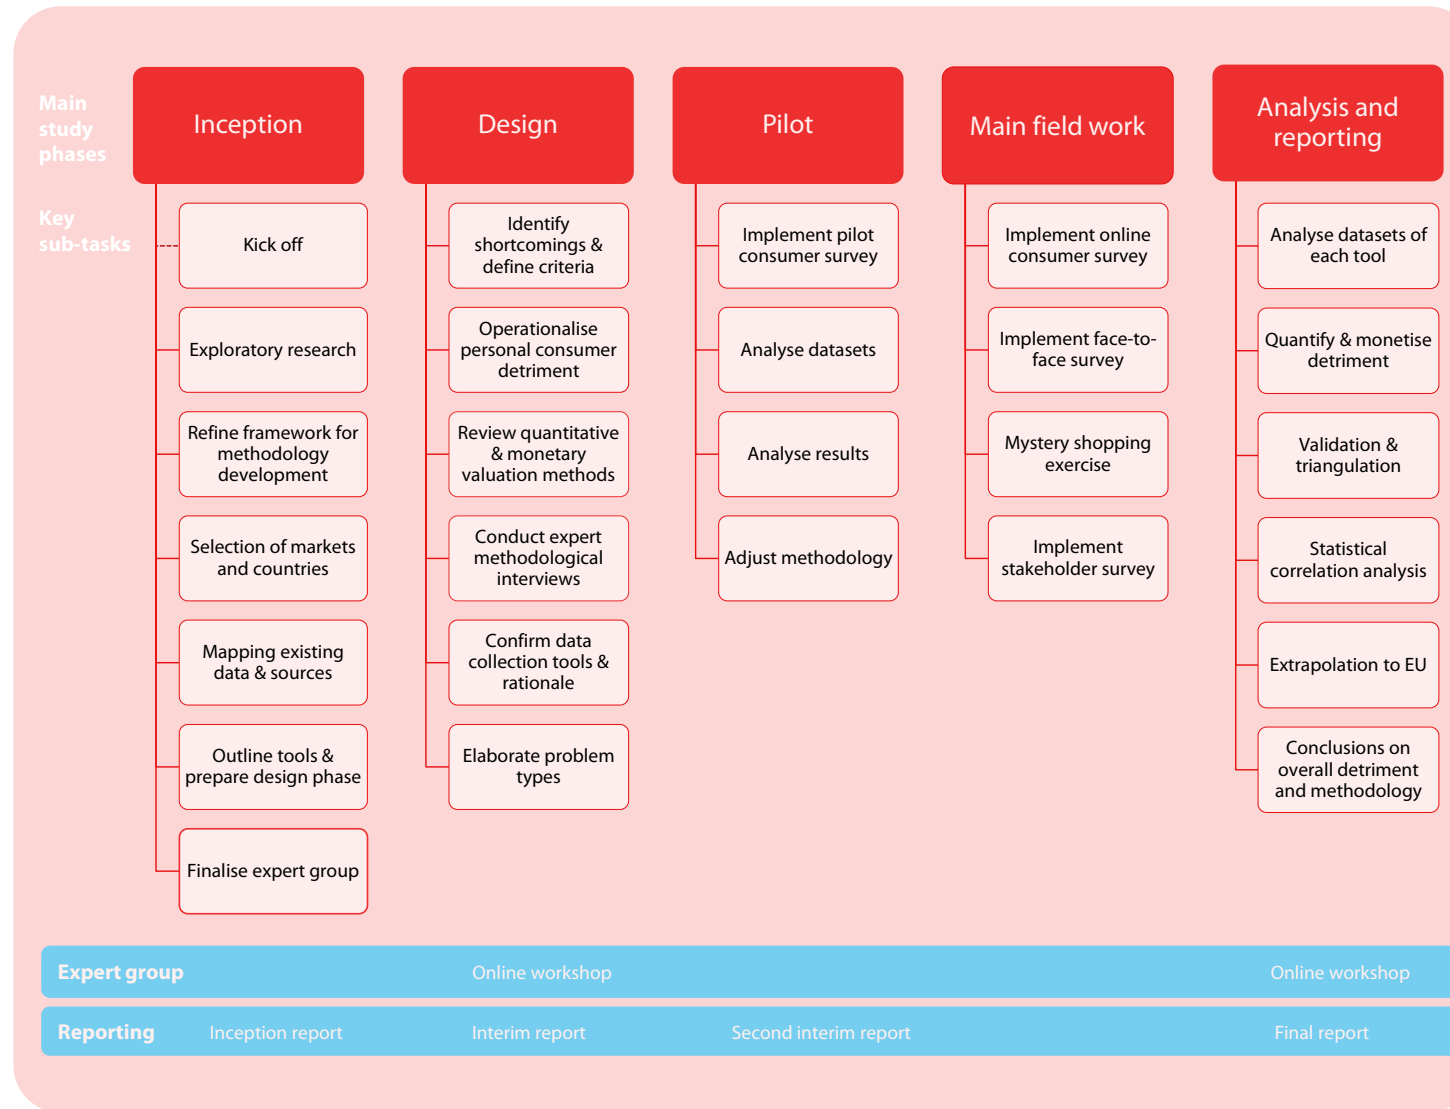 Main
study
phases
Inception
Design
Pilot
Main field work
Analysis and
reporting
Key
sub-tasks
Kick off
Exploratory research
Refine framework for
methodology
development
Selection of markets
and countries
Mapping existing
data & sources
Outline tools &
prepare design phase
Finalise expert group
Identify
shortcomings &
define criteria
Operationalise
personal consumer
detriment
Review quantitative
& monetary
valuation methods
Conduct expert
methodological
interviews
Confirm data
collection tools &
rationale
Elaborate problem
types
Implement pilot
consumer survey
Analyse datasets
Analyse results
Adjust methodology
Implement online
consumer survey
Implement face-to-
face survey
Mystery shopping
exercise
Implement
stakeholder survey
Analyse datasets of
each tool
Quantify & monetise
detriment
Validation &
triangulation
Statistical
correlation analysis
Extrapolation to EU
Conclusions on
overall detriment
and methodology
Expert group
Online workshop
Online workshop
Reporting
Inception report
Interim report
Second interim report
Final report